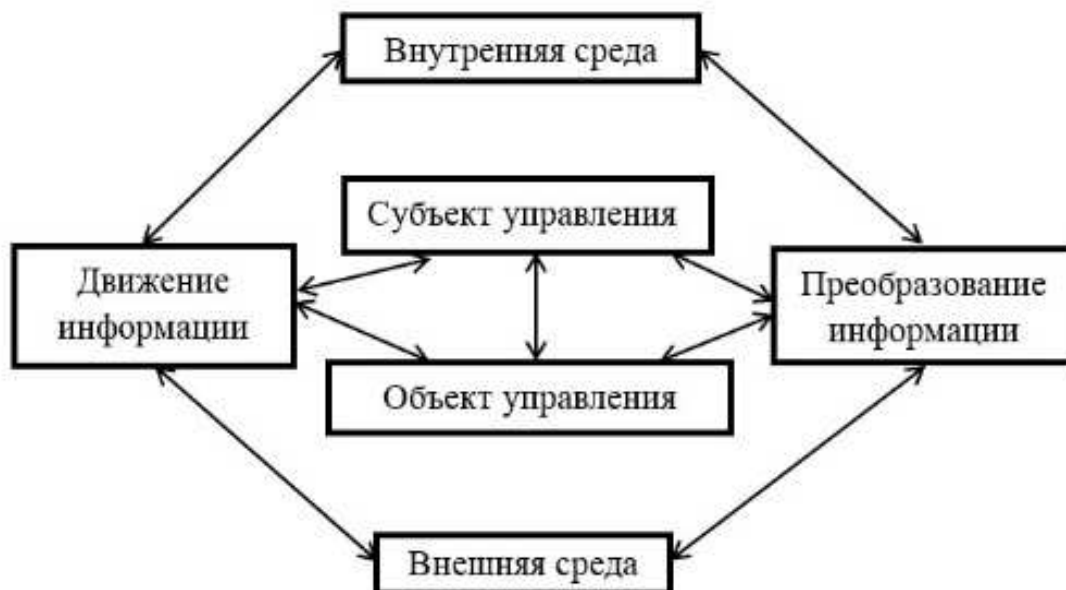 Внутренняя среда
Субъект управления
Движение
информации
Преобразование
информации
Объект управления
Внешняя среда